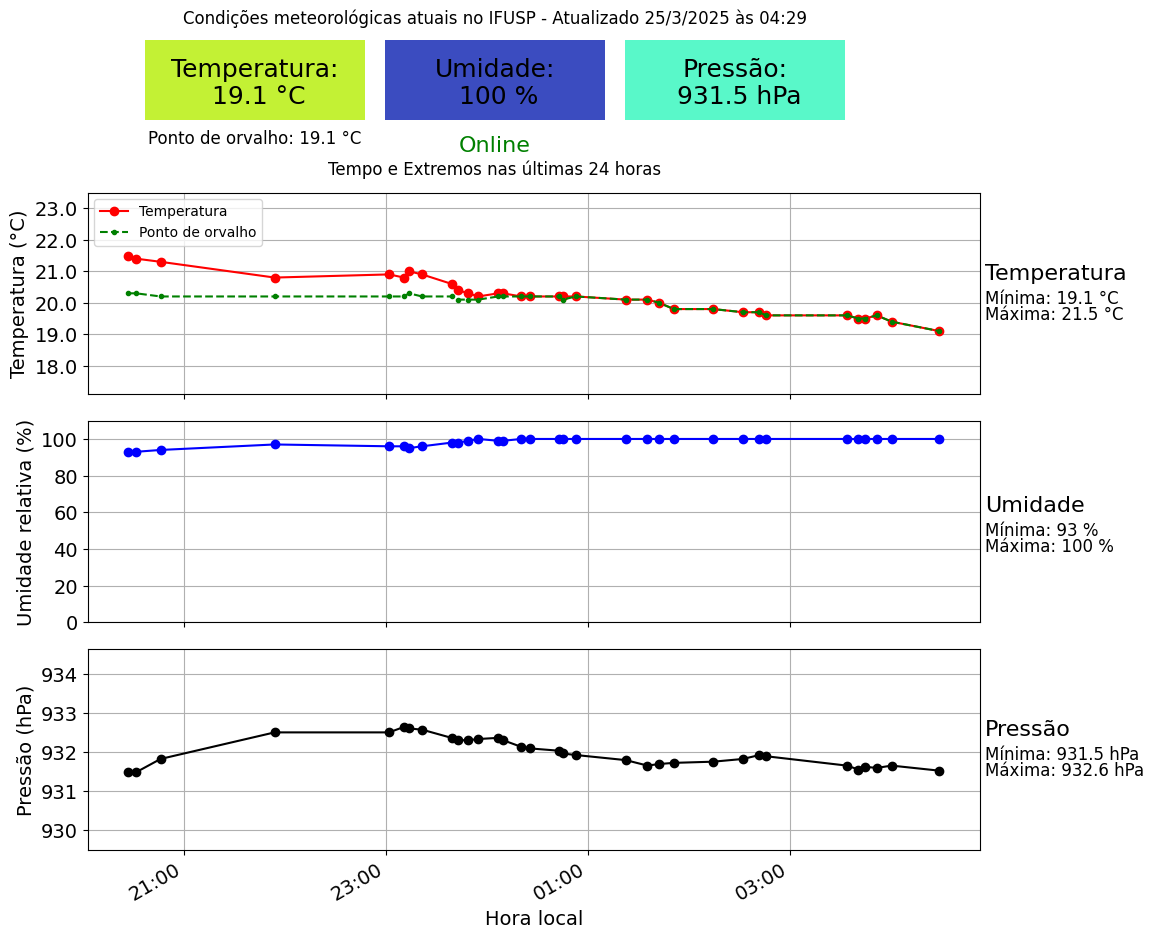 Condições meteorológicas atuais no IFUSP - Atualizado 25/3/2025 às 04:29
Temperatura:
19.1 °C
Umidade:
100 %
Pressão:
931.5 hPa
Ponto de orvalho: 19.1 °C
Online
Tempo e Extremos nas últimas 24 horas
Temperatura (°C)
23.0
22.0
21.0
20.0
19.0
18.0
Temperatura
Ponto de orvalho
Temperatura
Mínima: 19.1 °C
Máxima: 21.5 °C
Umidade relativa (%)
100
80
60
40
20
0
Umidade
Mínima: 93 %
Máxima: 100 %
Pressão (hPa)
934
933
932
931
930
Pressão
Mínima: 931.5 hPa
Máxima: 932.6 hPa
21:00
23:00
01:00
03:00
Hora local